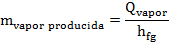 m_vapor producida = Q_vapor / h_fg